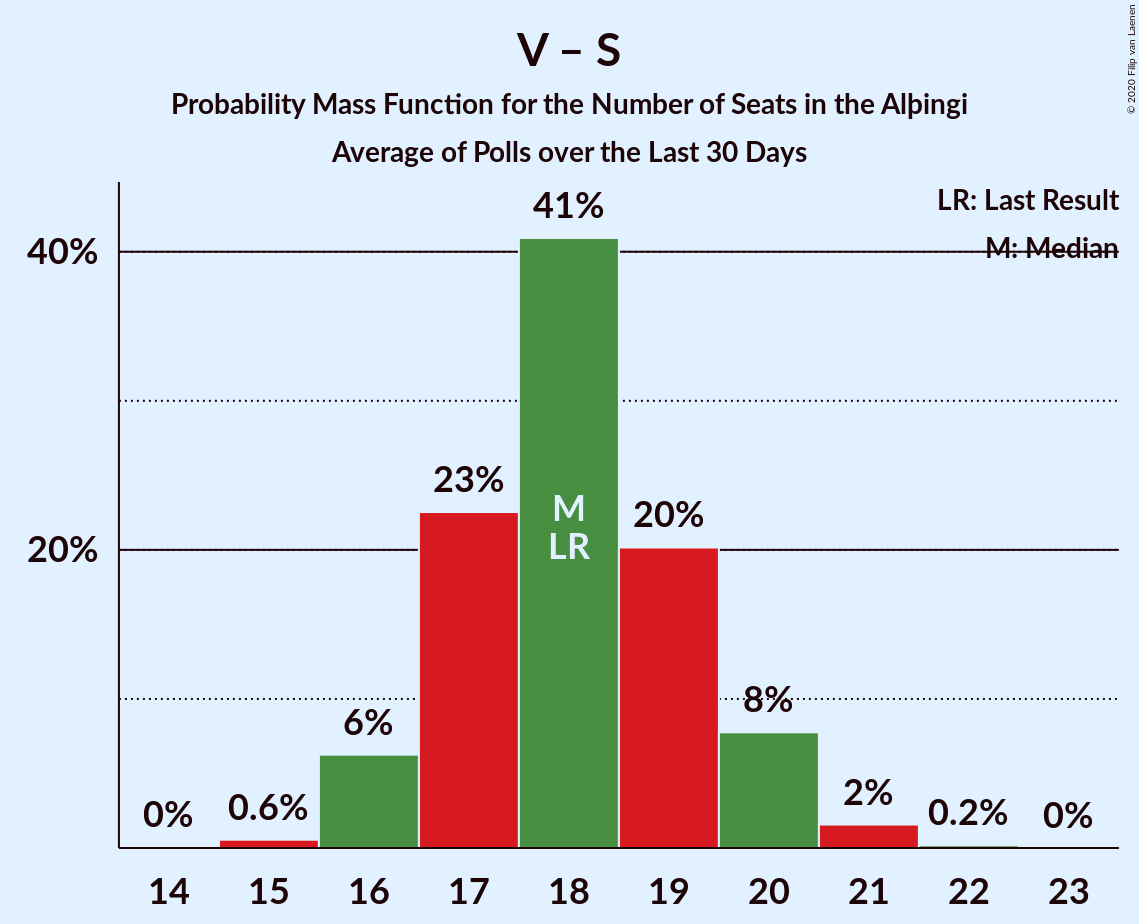 V – S
Probability Mass Function for the Number of Seats in the Alþingi
Average of Polls over the Last 30 Days
© 2020 Filip van Laenen
LR: Last Result
M: Median
41%
40%
23%
M
LR
20%
20%
8%
6%
2%
0%
0.6%
0.2%
0%
14 15 16 17 18 19 20 21 22 23